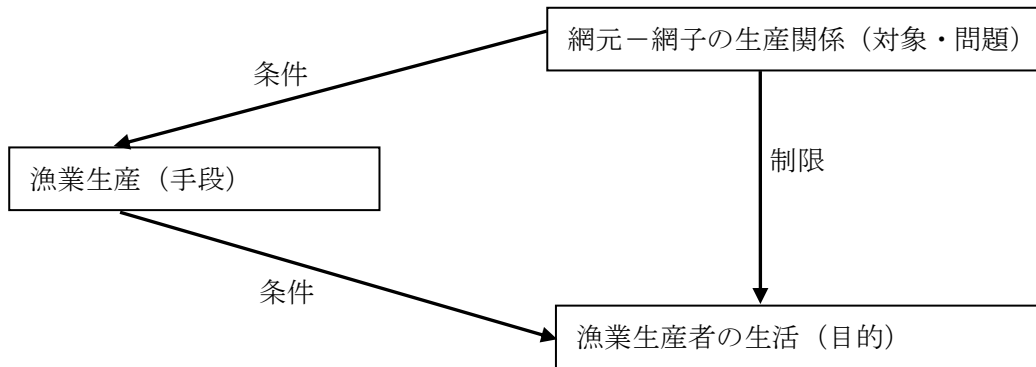 網元－網子の生産関係（対象・問題）
条件
漁業生産（手段）
制限
条件
漁業生産者の生活（目的）